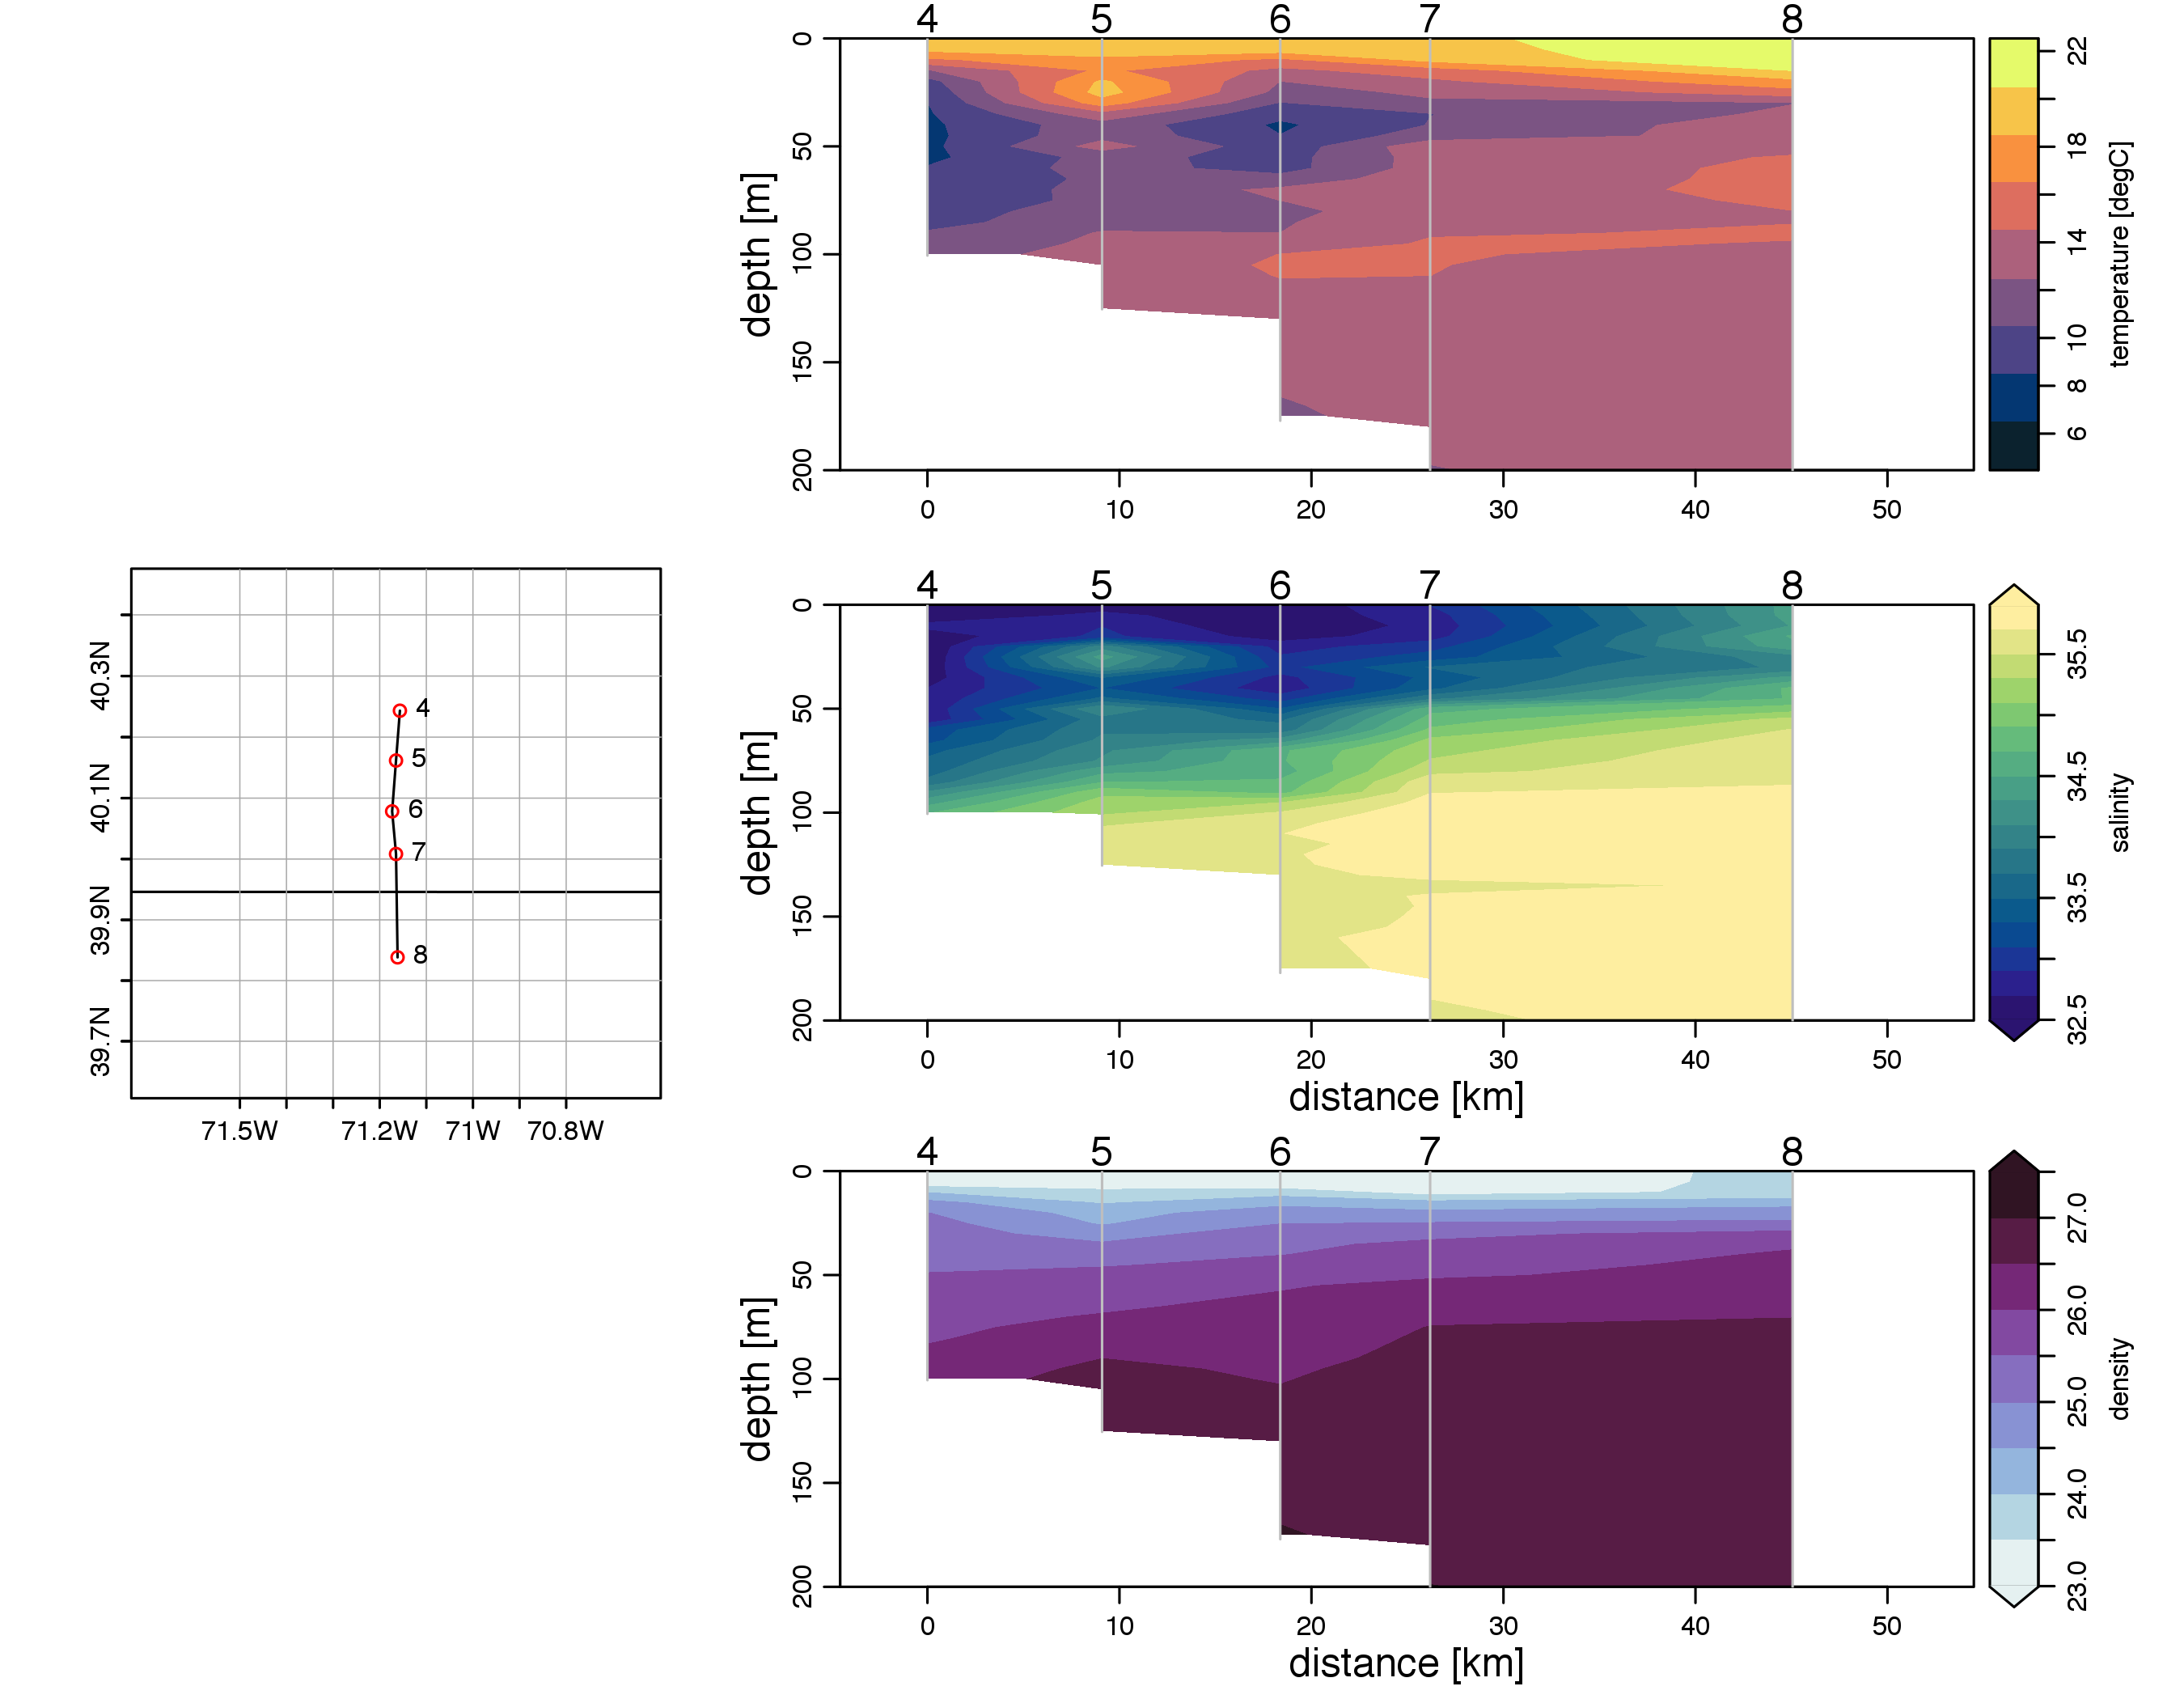 4 5 6 7 8
0
50
100
150
200
depth [m]
0 10 20 30 40 50
22
18
14
10
8
6
temperature [degC]
40.3N
40.1N
39.9N
39.7N
4
5
6
7
8
71.5W 71.2W 71W 70.8W
4 5 6 7 8
0
50
100
150
200
depth [m]
0 10 20 30 40 50
distance [km]
35.5
34.5
33.5
32.5
salinity
4 5 6 7 8
0
50
100
150
200
depth [m]
0 10 20 30 40 50
distance [km]
27.0
26.0
25.0
24.0
23.0
density